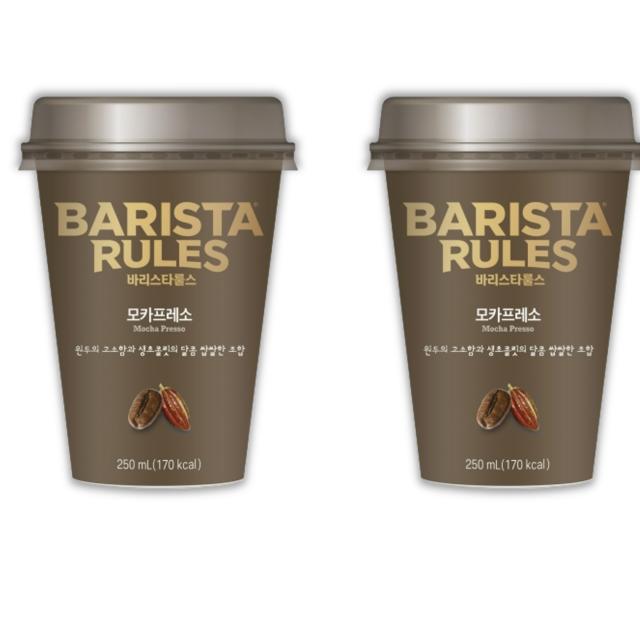 BARISTA
RULES
바리스타룰스
모카프레소
Mocha Presso
원두의 고소함과 생초콜릿의 달콤 쌉쌀한 조합
250 mL(170 kcal)
BARISTA
RULES
바리스타룰스
모카프레소
Mocha Presso
원두의 고소함과 생초콜릿의 달콤 쌉쌀한 조합
250 mL(170 kcal)